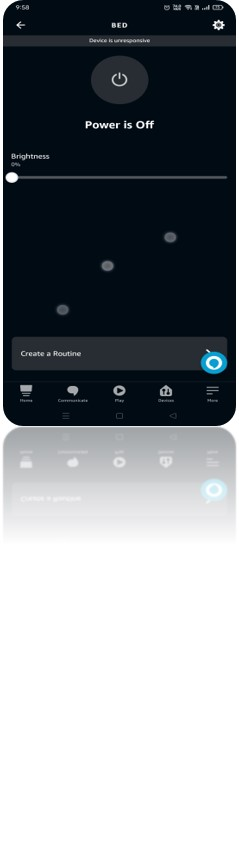 9:58
BED
Device is unresponsive
Power is Off
Brightness
0%
Create a Routine
Home Communicate Play Devices More